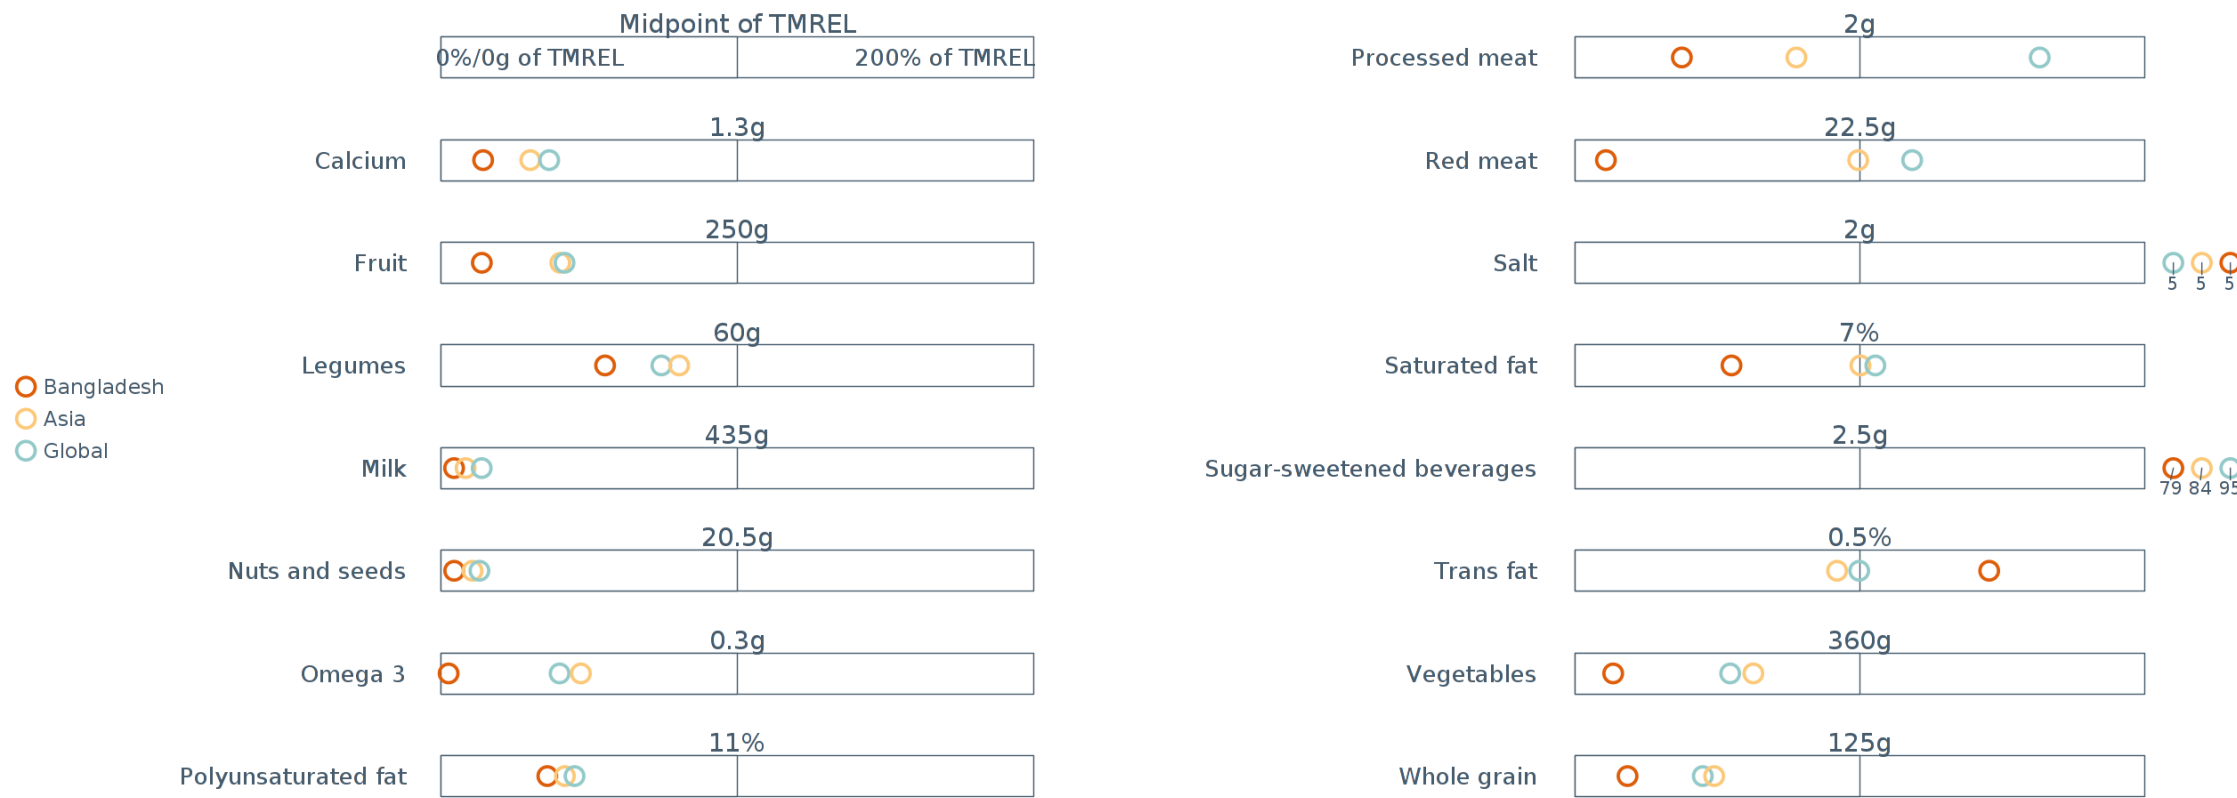 Midpoint of TMREL
0%/0g of TMREL 200% of TMREL
1.3g
Calcium
250g
Fruit
60g
Legumes
435g
Milk
20.5g
Nuts and seeds
0.3g
Omega 3
11%
Polyunsaturated fat
Bangladesh
Asia
Global
2g
Processed meat
22.5g
Red meat
2g
Salt
5 5 5
7%
Saturated fat
2.5g
Sugar-sweetened beverages
79 84 95
0.5%
Trans fat
360g
Vegetables
125g
Whole grain